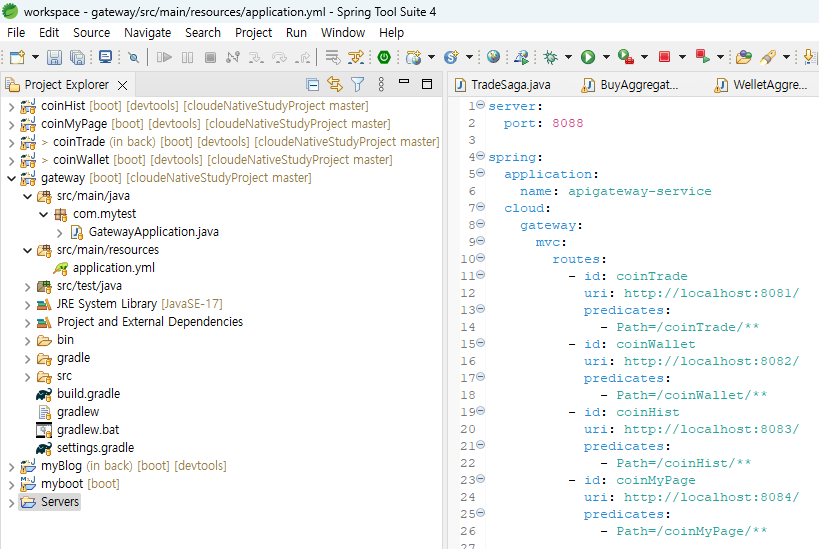 workspace - gateway/src/main/resources/application.yml - Spring Tool Suite 4
File Edit Source Navigate Search Project Run Window Help
Project Explorer
coinHist [boot] [devtools] [cloudeNativeStudyProject master]
coinMyPage [boot] [devtools] [cloudeNativeStudyProject master]
> coinTrade (in back) [boot] [devtools] [cloudeNativeStudyProject master]
> coinWallet [boot] [devtools] [cloudeNativeStudyProject master]
gateway [boot] [cloudeNativeStudyProject master]
src/main/java
com.mytest
GatewayApplication.java
src/main/resources
application.yml
src/test/java
JRE System Library [JavaSE-17]
Project and External Dependencies
bin
gradle
src
build.gradle
gradlew
gradlew.bat
settings.gradle
myBlog (in back) [boot] [devtools]
myboot [boot]
Servers
TradeSaga.java BuyAggregat... WelletAggre...
1 server:
2 port: 8088
3
4 spring:
5 application:
6 name: apigateway-service
7 cloud:
8 gateway:
9 mvc:
10 routes:
11 - id: coinTrade
12 uri: http://localhost:8081/
13 predicates:
14 - Path=/coinTrade/**
15 - id: coinWallet
16 uri: http://localhost:8082/
17 predicates:
18 - Path=/coinWallet/**
19 - id: coinHist
20 uri: http://localhost:8083/
21 predicates:
22 - Path=/coinHist/**
23 - id: coinMyPage
24 uri: http://localhost:8084/
25 predicates:
26 - Path=/coinMyPage/**
27